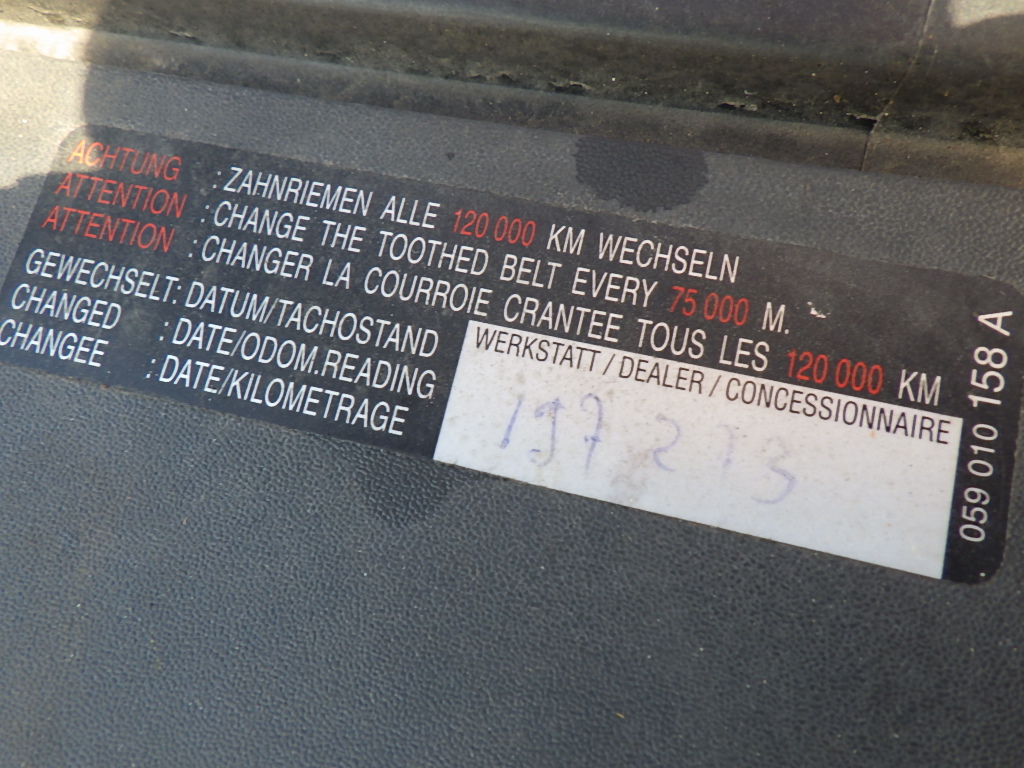 ACHTUNG : ZAHNRIEMEN ALLE 120 000 KM WECHSELN
ATTENTION : CHANGE THE TOOTHED BELT EVERY 75 000 M.
ATTENTION : CHANGER LA COURROIE CRANTEE TOUS LES 120 000 KM
GEWECHSELT: DATUM/TACHOSTAND
CHANGED : DATE/ODOM.READING
CHANGEE : DATE/KILOMETRAGE
WERKSTATT / DEALER / CONCESSIONNAIRE
197 213
059 010 158 A